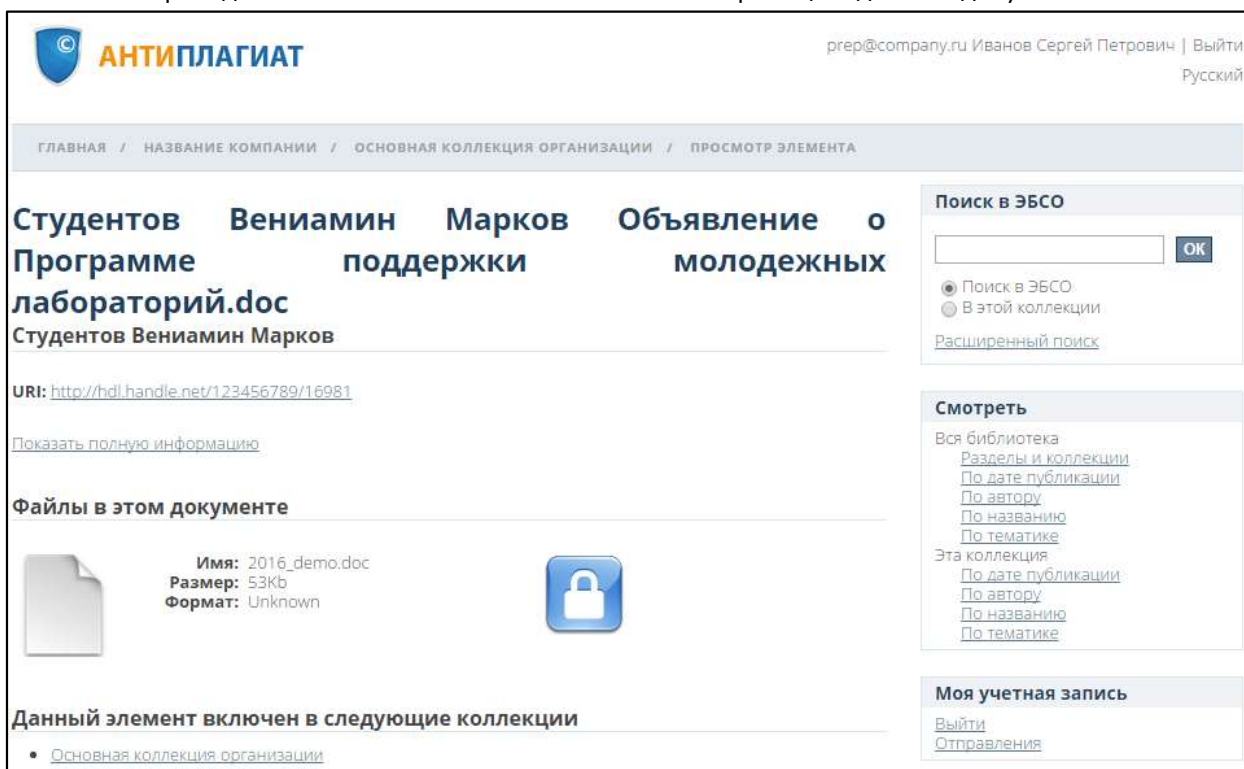 ©
АНТИПЛАГИАТ
prep@company.ru Иванов Сергей Петрович | Выйти
Русский
ГЛАВНАЯ / НАЗВАНИЕ КОМПАНИИ / ОСНОВНАЯ КОЛЛЕКЦИЯ ОРГАНИЗАЦИИ / ПРОСМОТР ЭЛЕМЕНТА
Студентов Вениамин Марков Объявление о
Программе поддержки молодежных
лабораторий.doc
Студентов Вениамин Марков
URI: http://hdl.handle.net/123456789/16981
Показать полную информацию
Файлы в этом документе
Имя: 2016_demo.doc
Размер: 53Kb
Формат: Unknown
Данный элемент включен в следующие коллекции
• Основная коллекция организации
Поиск в ЭБСО
ОК
Поиск в ЭБСО
В этой коллекции
Расширенный поиск
Смотреть
Вся библиотека
Разделы и коллекции
По дате публикации
По автору
По названию
По тематике
Эта коллекция
По дате публикации
По автору
По названию
По тематике
Моя учетная запись
Выйти
Отправления